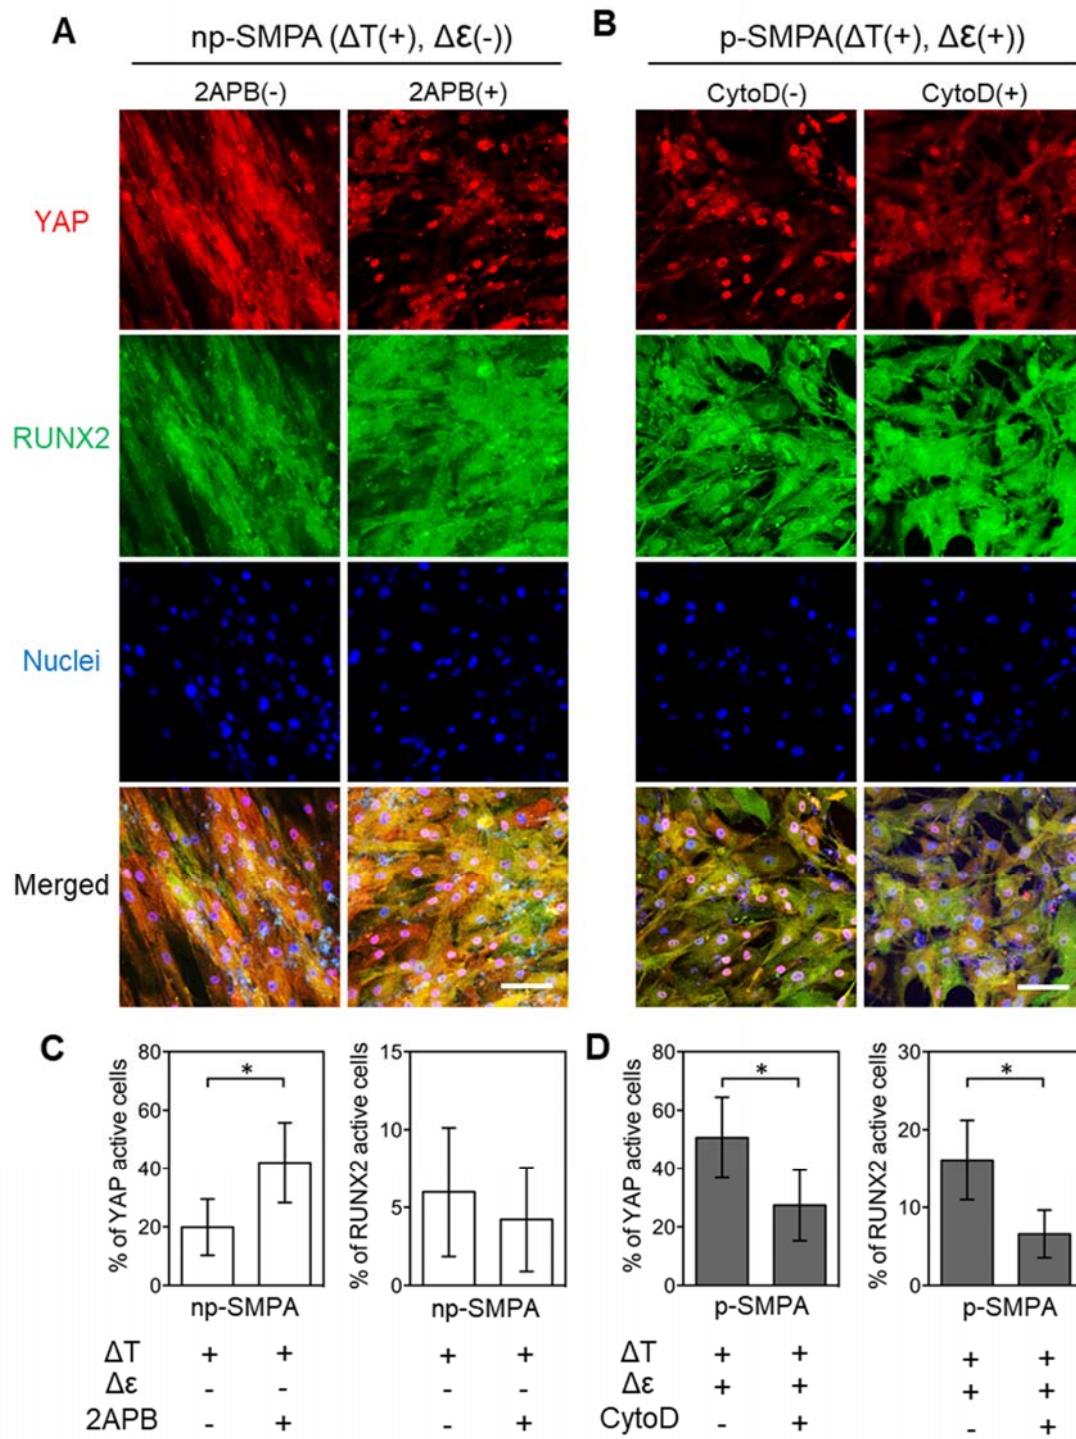 A
np-SMPA (ΔT(+), Δℇ(-))
B
p-SMPA(ΔT(+), Δℇ(+))
2APB(-)
2APB(+)
CytoD(-)
CytoD(+)
YAP
RUNX2
Nuclei
Merged
C
% of YAP active cells
80
60
40
20
0
*
np-SMPA
% of RUNX2 active cells
15
10
5
0
np-SMPA
D
% of YAP active cells
80
60
40
20
0
*
p-SMPA
% of RUNX2 active cells
30
20
10
0
*
p-SMPA
ΔT + + + +
Δε - - - -
2APB - + - +
ΔT + + + +
Δε + + + +
CytoD - + - +